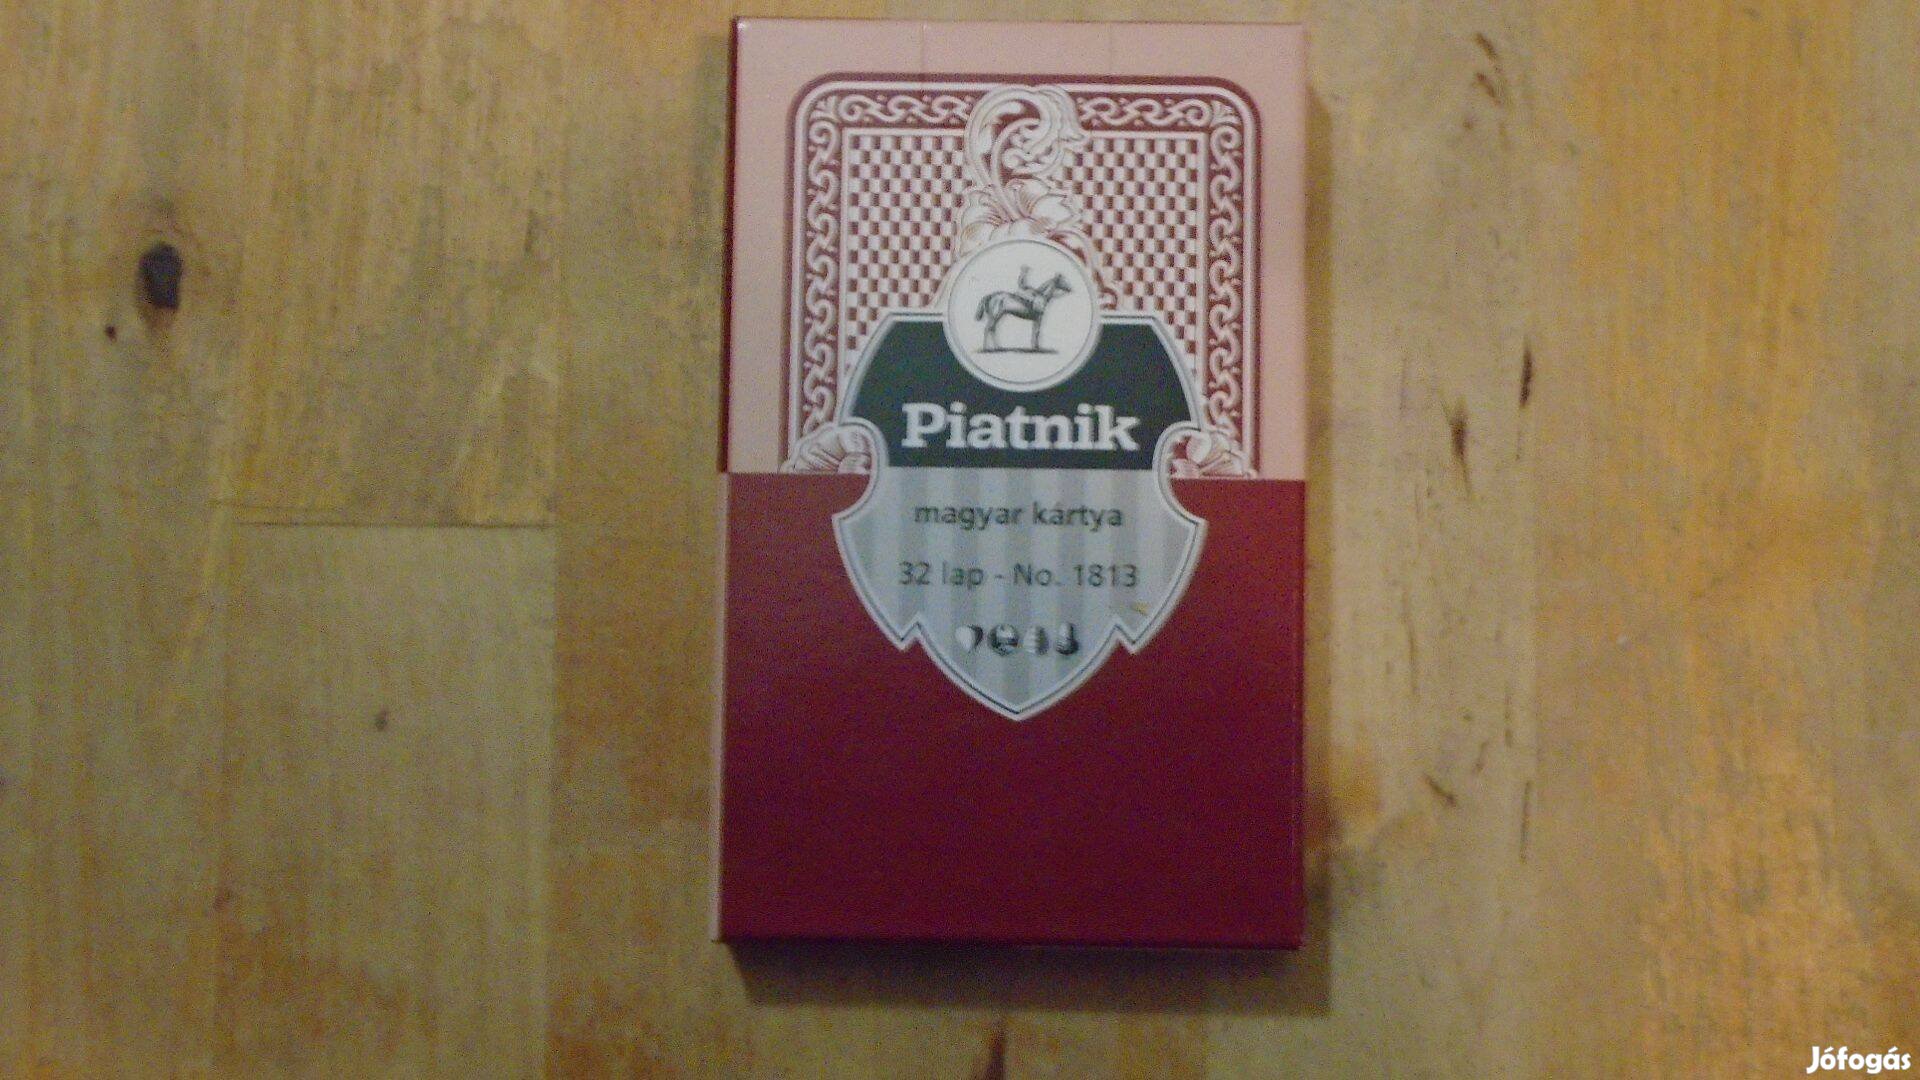 Piatnik
magyar kártya
32 lap - No. 1813
Jófogás